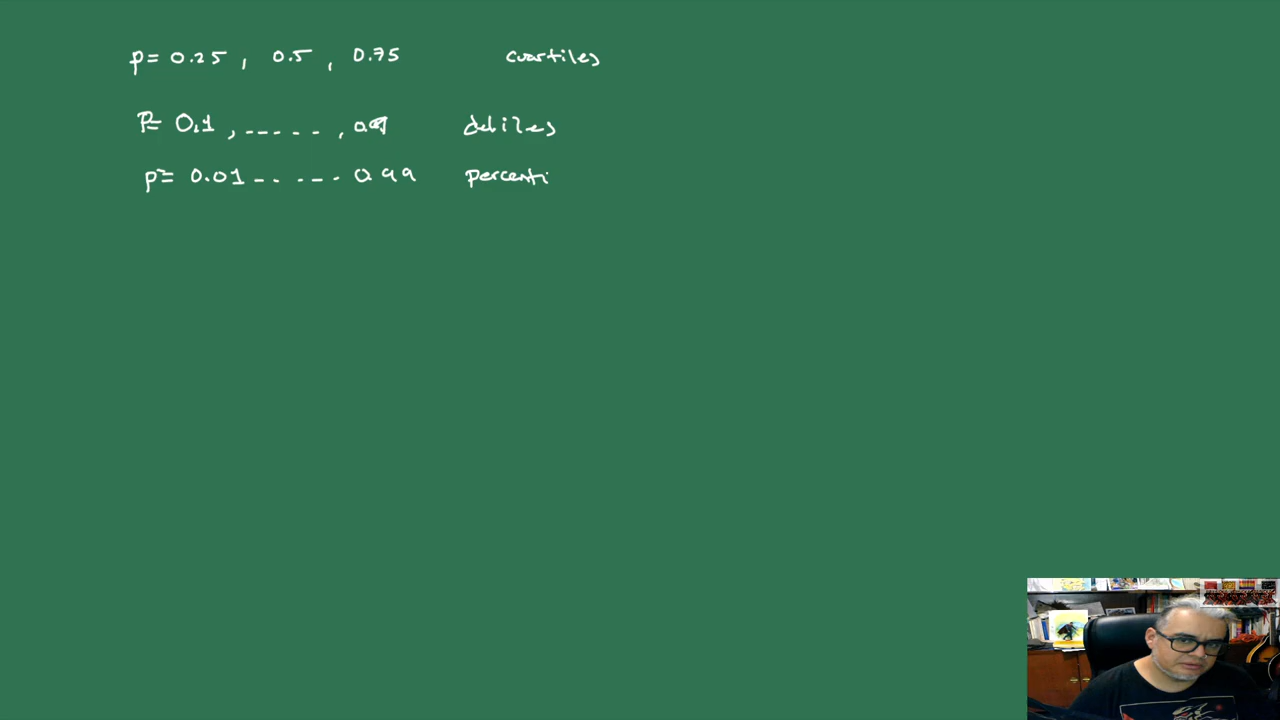 p= 0.25 , 0.5 , 0.75 cuartiles
P= 0.1 , ..... , 0.9 deciles
p= 0.01 ...... 0.99 percenti